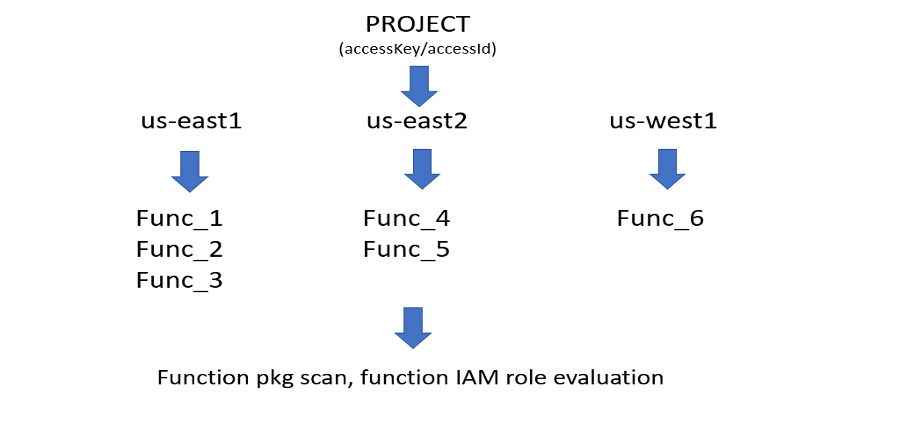 PROJECT
(accessKey/accessId)
us-east1
us-east2
us-west1
Func_1
Func_2
Func_3
Func_4
Func_5
Func_6
Function pkg scan, function IAM role evaluation